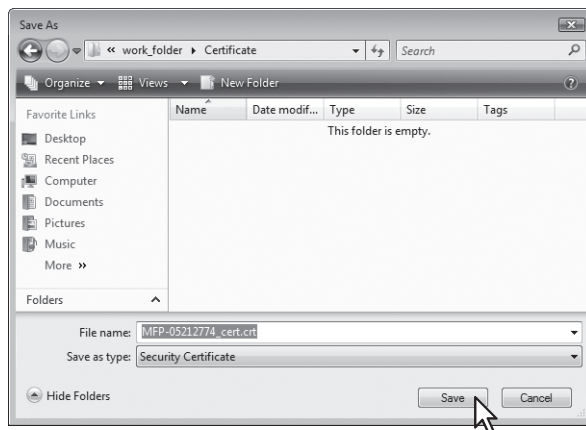 Save As
« work_folder ▸ Certificate
Search
Organize
Views
New Folder
Favorite Links
Desktop
Recent Places
Computer
Documents
Pictures
Music
More »
Folders
Name Date modif... Type Size Tags
This folder is empty.
File name: MFP-05212774_cert.crt
Save as type: Security Certificate
Hide Folders
Save
Cancel